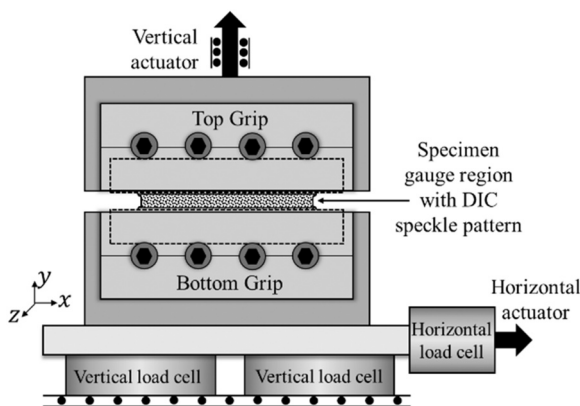 Vertical
actuator
Top Grip
Specimen
gauge region
with DIC
speckle pattern
Bottom Grip
y
x
z
Horizontal
actuator
Horizontal
load cell
Vertical load cell
Vertical load cell